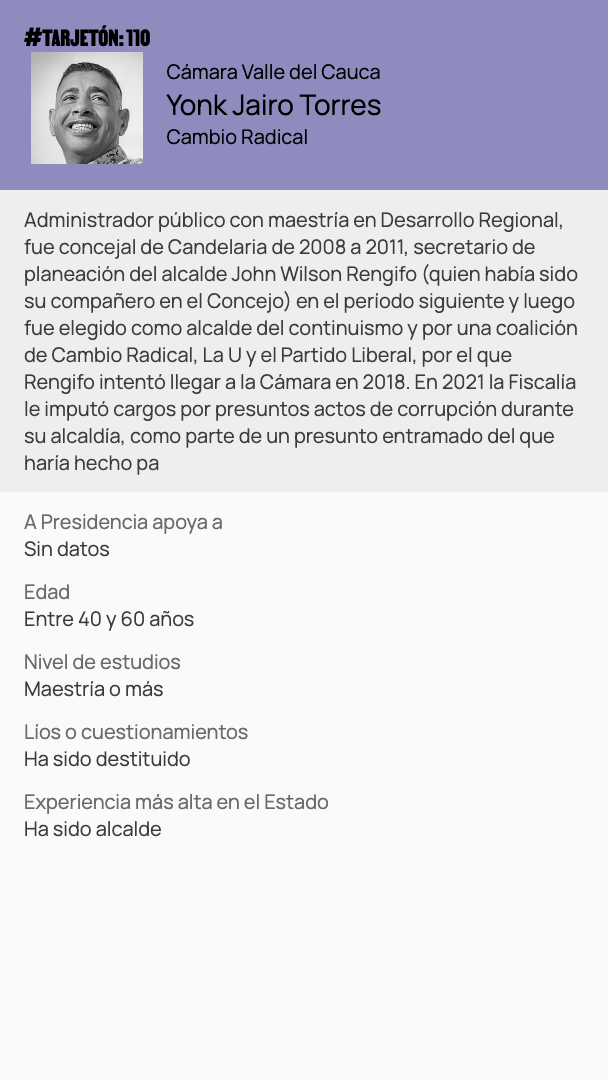 #TARJETÓN: 110
Cámara Valle del Cauca
Yonk Jairo Torres
Cambio Radical
Administrador público con maestría en Desarrollo Regional,
fue concejal de Candelaria de 2008 a 2011, secretario de
planeación del alcalde John Wilson Rengifo (quien había sido
su compañero en el Concejo) en el período siguiente y luego
fue elegido como alcalde del continuismo y por una coalición
de Cambio Radical, La U y el Partido Liberal, por el que
Rengifo intentó llegar a la Cámara en 2018. En 2021 la Fiscalía
le imputó cargos por presuntos actos de corrupción durante
su alcaldía, como parte de un presunto entramado del que
haría hecho pa
A Presidencia apoya a
Sin datos
Edad
Entre 40 y 60 años
Nivel de estudios
Maestría o más
Líos o cuestionamientos
Ha sido destituido
Experiencia más alta en el Estado
Ha sido alcalde